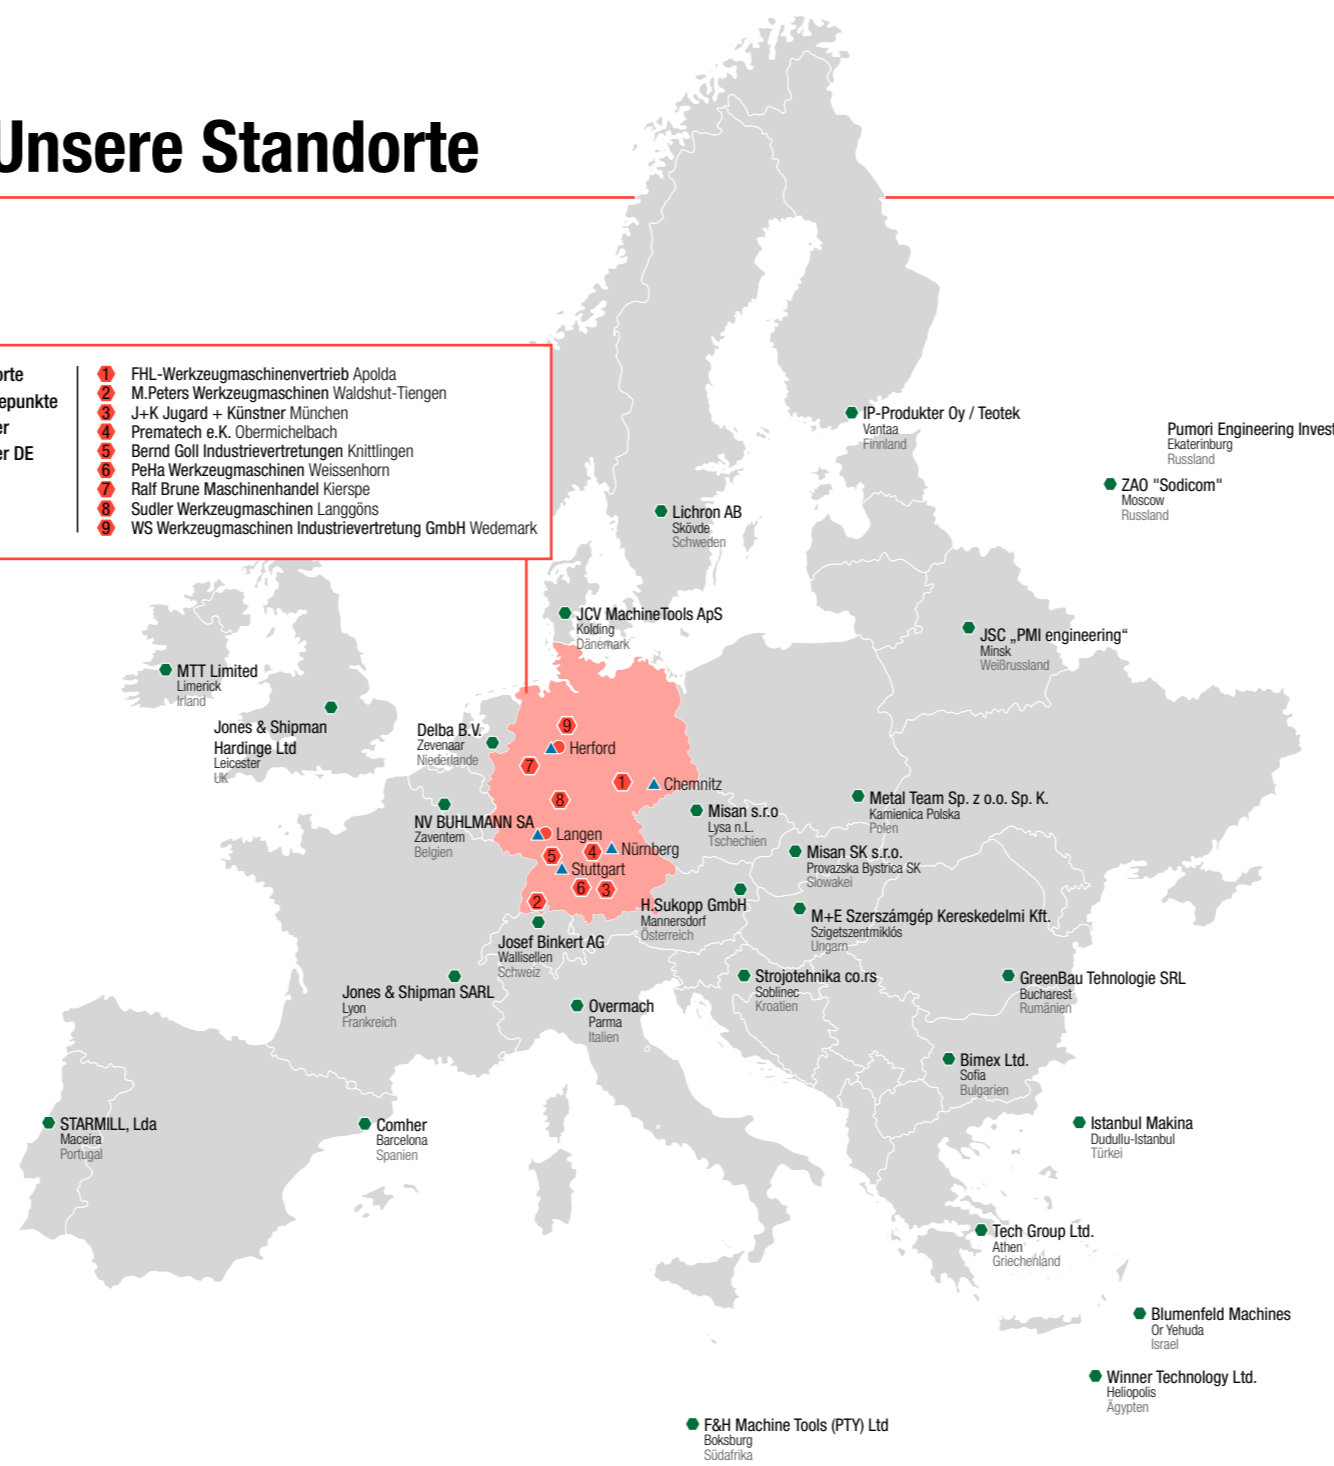 Unsere Standorte
orte
epunkte
er
er DE
1 FHL-Werkzeugmaschinenvertrieb Apolda
2 M.Peters Werkzeugmaschinen Waldshut-Tiengen
3 J+K Jugard + Künstner München
4 Prematech e.K. Obermichelbach
5 Bernd Goll Industrievertretungen Knittlingen
6 PeHa Werkzeugmaschinen Weissenhorn
7 Ralf Brune Maschinenhandel Kierspe
8 Sudler Werkzeugmaschinen Langgöns
9 WS Werkzeugmaschinen Industrievertretung GmbH Wedemark
IP-Produkter Oy / Teotek
Vantaa
Finnland
Pumori Engineering Invest
Ekaterinburg
Russland
ZAO "Sodicom"
Moscow
Russland
Lichron AB
Skövde
Schweden
JCV MachineTools ApS
Kolding
Dänemark
JSC „PMI engineering“
Minsk
Weißrussland
MTT Limited
Limerick
Irland
Jones & Shipman
Hardinge Ltd
Leicester
UK
Delba B.V.
Zevenaar
Niederlande
9
Herford
7
1
Chemnitz
8
NV BUHLMANN SA
Zaventem
Belgien
Langen
5
4
Nürnberg
Stuttgart
6
3
2
Misan s.r.o
Lysa n.L.
Tschechien
Metal Team Sp. z o.o. Sp. K.
Kamienica Polska
Polen
Misan SK s.r.o.
Provazska Bystrica SK
Slowakei
H.Sukopp GmbH
Mannersdorf
Österreich
M+E Szerszámgép Kereskedelmi Kft.
Szigetszentmiklós
Ungarn
Josef Binkert AG
Wallisellen
Schweiz
Jones & Shipman SARL
Lyon
Frankreich
Strojotehnika co.rs
Soblinec
Kroatien
GreenBau Tehnologie SRL
Bucharest
Rumänien
Overmach
Parma
Italien
Bimex Ltd.
Sofia
Bulgarien
STARMILL, Lda
Maceira
Portugal
Comher
Barcelona
Spanien
Istanbul Makina
Dudullu-Istanbul
Türkei
Tech Group Ltd.
Athen
Griechenland
Blumenfeld Machines
Or Yehuda
Israel
Winner Technology Ltd.
Heliopolis
Ägypten
F&H Machine Tools (PTY) Ltd
Boksburg
Südafrika